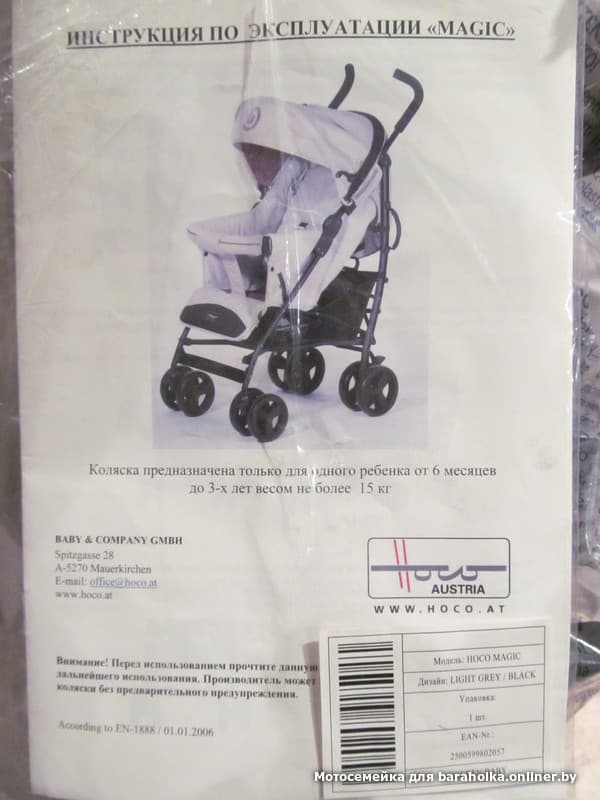 ИНСТРУКЦИЯ ПО ЭКСПЛУАТАЦИИ «MAGIC»
Коляска предназначена только для одного ребенка от 6 месяцев
до 3-х лет весом не более 15 кг
BABY & COMPANY GMBH
Spitzgasse 28
A-5270 Mauerkirchen
E-mail: office@hoco.at
www.hoco.at
Hoco
AUSTRIA
WWW.HOCO.AT
Внимание! Перед использованием прочтите данную
дальнейшего использования. Производитель может
коляски без предварительного предупреждения.
According to EN-1888 / 01.01.2006
Модель: HOCO MAGIC
Дизайн: LIGHT GREY / BLACK
Упаковка:
1 шт.
EAN-Nr.:
2500599802057
Мотосемейка для baraholka.onliner.by